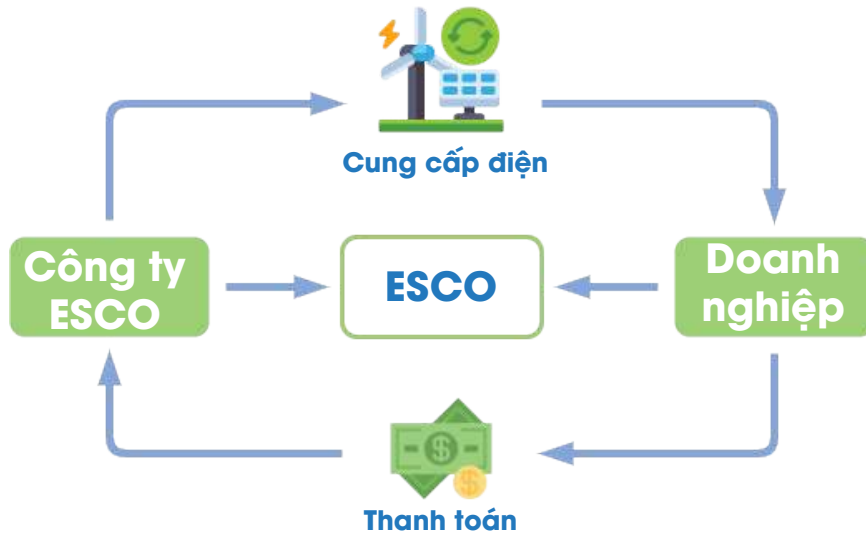 Cung cấp điện
Công ty
ESCO
ESCO
Doanh
nghiệp
Thanh toán